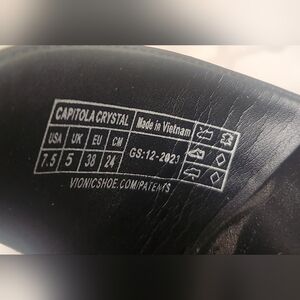 CAPITOLA CRYSTAL Made in Vietnam
USA UK EU CM
7.5 5 38 24 GS:12-2023
VIONICSHOE.COM/PATENTS